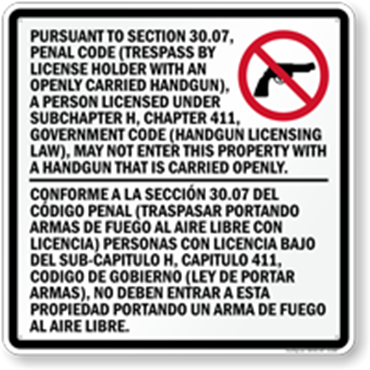 PURSUANT TO SECTION 30.07,
PENAL CODE (TRESPASS BY
LICENSE HOLDER WITH AN
OPENLY CARRIED HANDGUN),
A PERSON LICENSED UNDER
SUBCHAPTER H, CHAPTER 411,
GOVERNMENT CODE (HANDGUN LICENSING
LAW), MAY NOT ENTER THIS PROPERTY WITH
A HANDGUN THAT IS CARRIED OPENLY.
CONFORME A LA SECCIÓN 30.07 DEL
CÓDIGO PENAL (TRASPASAR PORTANDO
ARMAS DE FUEGO AL AIRE LIBRE CON
LICENCIA) PERSONAS CON LICENCIA BAJO
DEL SUB-CAPITULO H, CAPITULO 411,
CODIGO DE GOBIERNO (LEY DE PORTAR
ARMAS), NO DEBEN ENTRAR A ESTA
PROPIEDAD PORTANDO UN ARMA DE FUEGO
AL AIRE LIBRE.